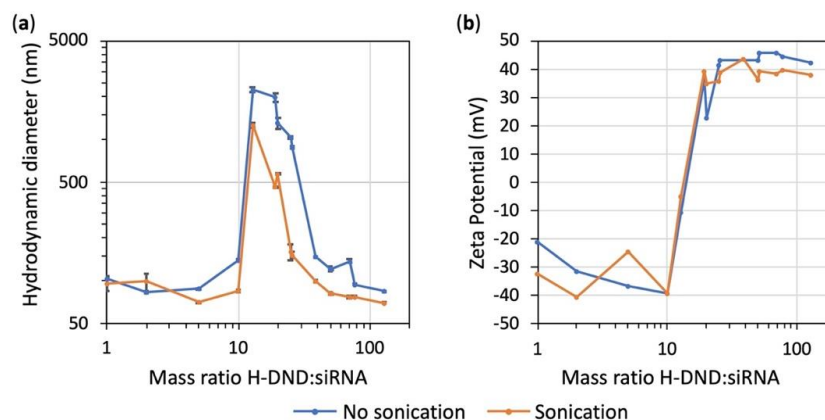 (a)
(b)
Hydrodynamic diameter (nm)
5000
500
50
1
10
100
Mass ratio H-DND:siRNA
Zeta Potential (mV)
50
40
30
20
10
0
-10
-20
-30
-40
-50
1
10
100
Mass ratio H-DND:siRNA
No sonication
Sonication